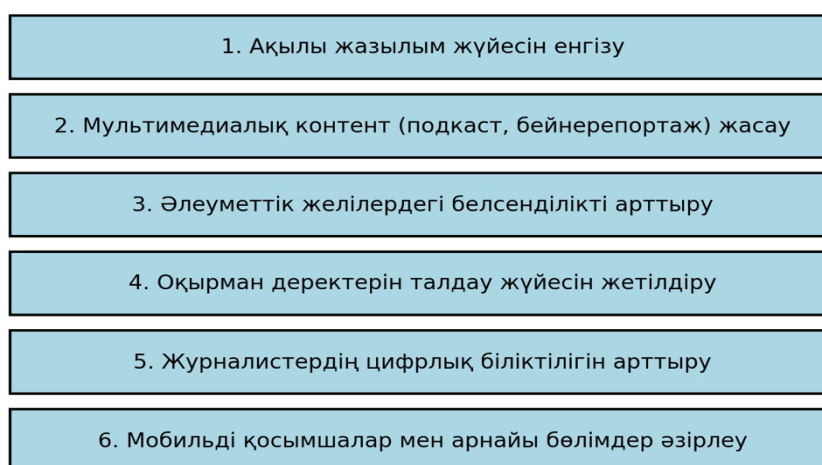 1. Ақылы жазылым жүйесін енгізу
2. Мультимедиалық контент (подкаст, бейнерепортаж) жасау
3. Әлеуметтік желілердегі белсенділікті арттыру
4. Оқырман деректерін талдау жүйесін жетілдіру
5. Журналистердің цифрлық біліктілігін арттыру
6. Мобильді қосымшалар мен арнайы бөлімдер әзірлеу